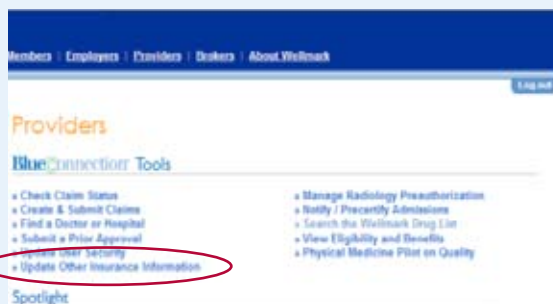 Members | Employers | Providers | Brokers | About Wellmark
Log out
Providers
BlueConnection Tools
» Check Claim Status
» Create & Submit Claims
» Find a Doctor or Hospital
» Submit a Prior Approval
» Update User Security
» Update Other Insurance Information
» Manage Radiology Preauthorization
» Notify / Precertify Admissions
» Search the Wellmark Drug List
» View Eligibility and Benefits
» Physical Medicine Pilot on Quality
Spotlight